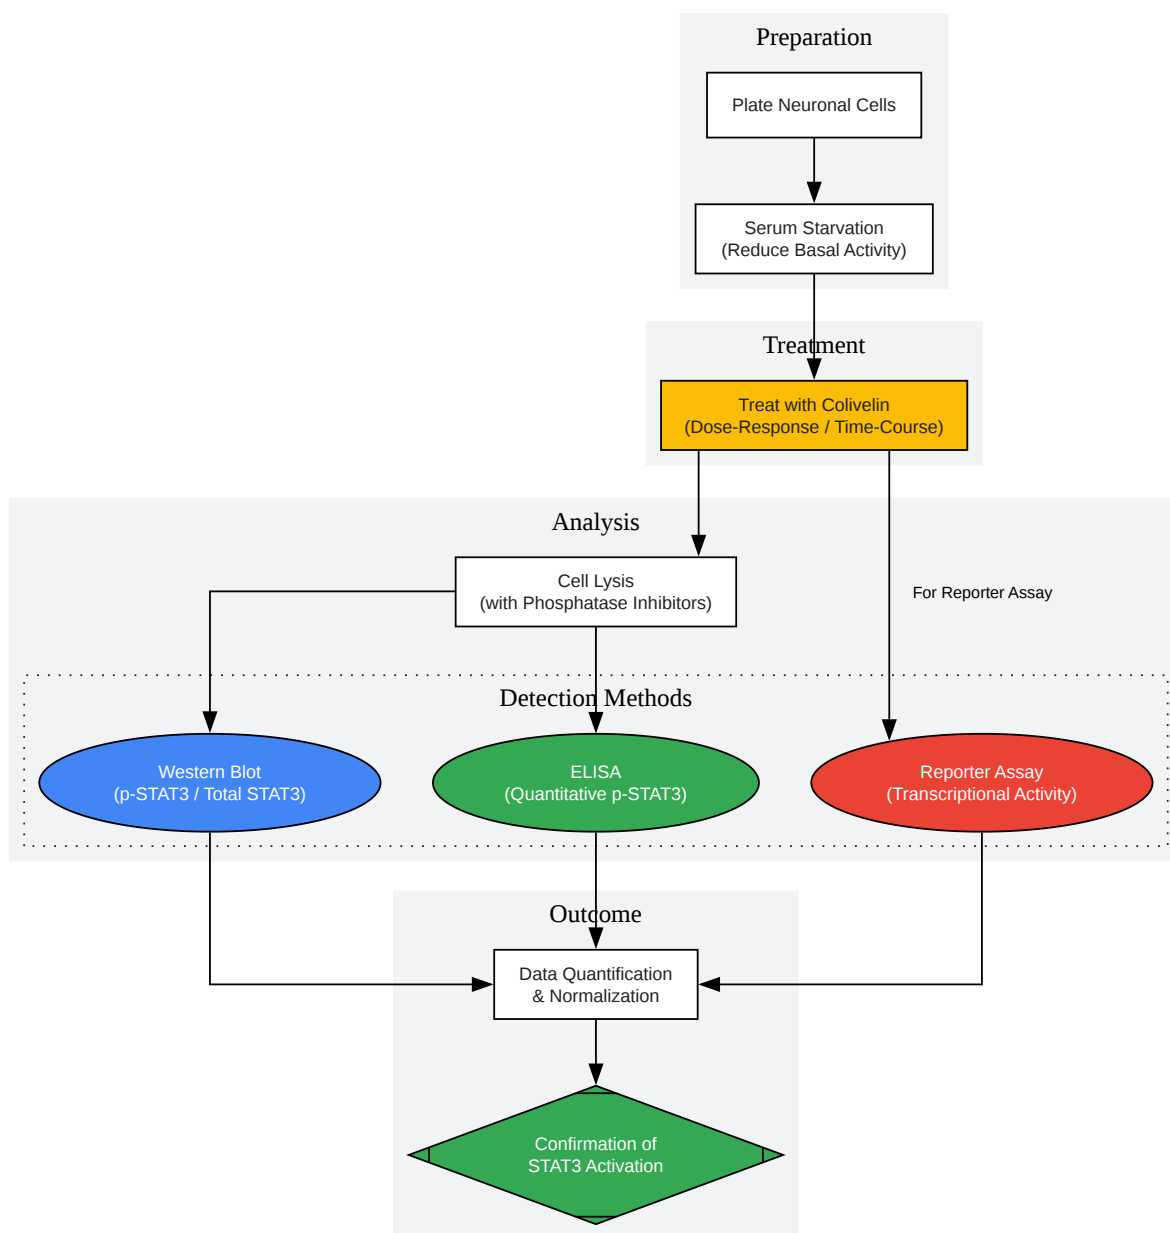 Preparation
Plate Neuronal Cells
Serum Starvation
(Reduce Basal Activity)
Treatment
Treat with Colivelin
(Dose-Response / Time-Course)
Analysis
Cell Lysis
(with Phosphatase Inhibitors)
For Reporter Assay
Detection Methods
Western Blot
(p-STAT3 / Total STAT3)
ELISA
(Quantitative p-STAT3)
Reporter Assay
(Transcriptional Activity)
Outcome
Data Quantification
& Normalization
Confirmation of
STAT3 Activation